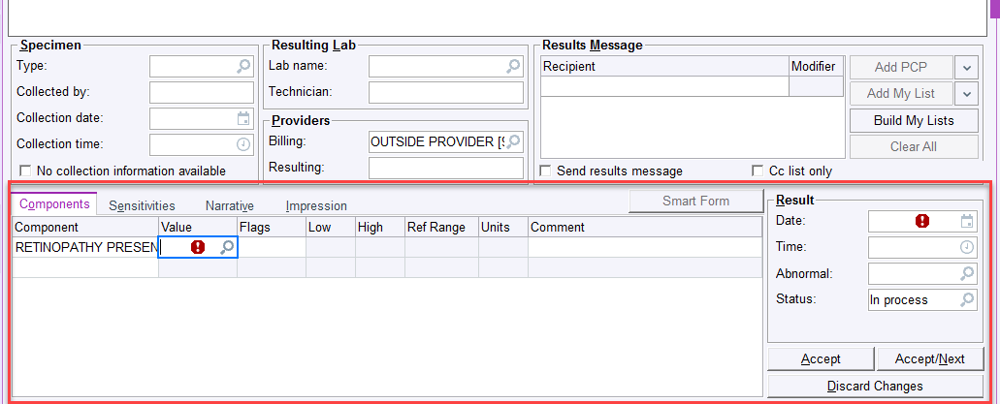 Specimen
Type:
Collected by:
Collection date:
Collection time:
No collection information available
Resulting Lab
Lab name:
Technician:
Providers
Billing: OUTSIDE PROVIDER [
Resulting:
Results Message
Recipient Modifier
Add PCP
Add My List
Build My Lists
Clear All
Send results message Cc list only
Components Sensitivities Narrative Impression Smart Form
Component Value Flags Low High Ref Range Units Comment
RETINOPATHY PRESEN
Result
Date:
Time:
Abnormal:
Status: In process
Accept Accept/Next
Discard Changes